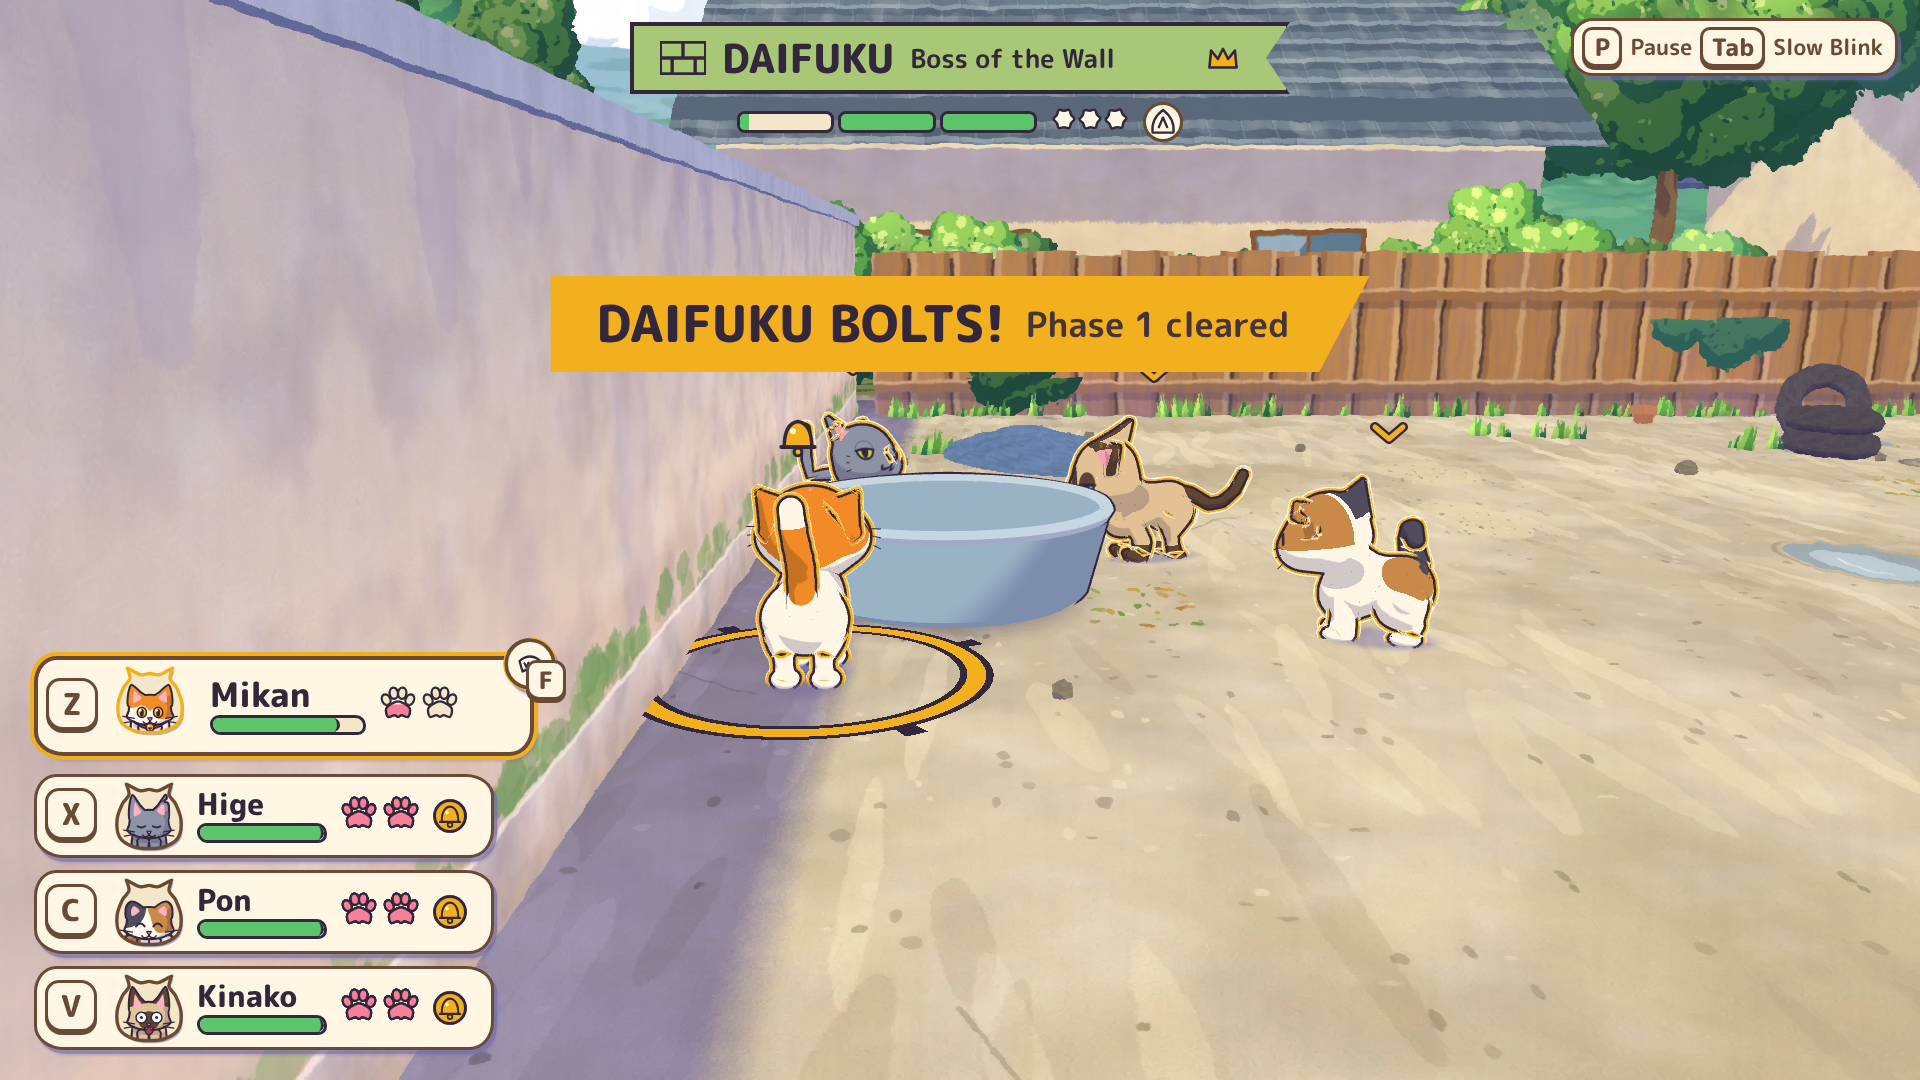 DAIFUKU Boss of the Wall
P Pause Tab Slow Blink
DAIFUKU BOLTS! Phase 1 cleared
Z Mikan F
X Hige
C Pon
V Kinako